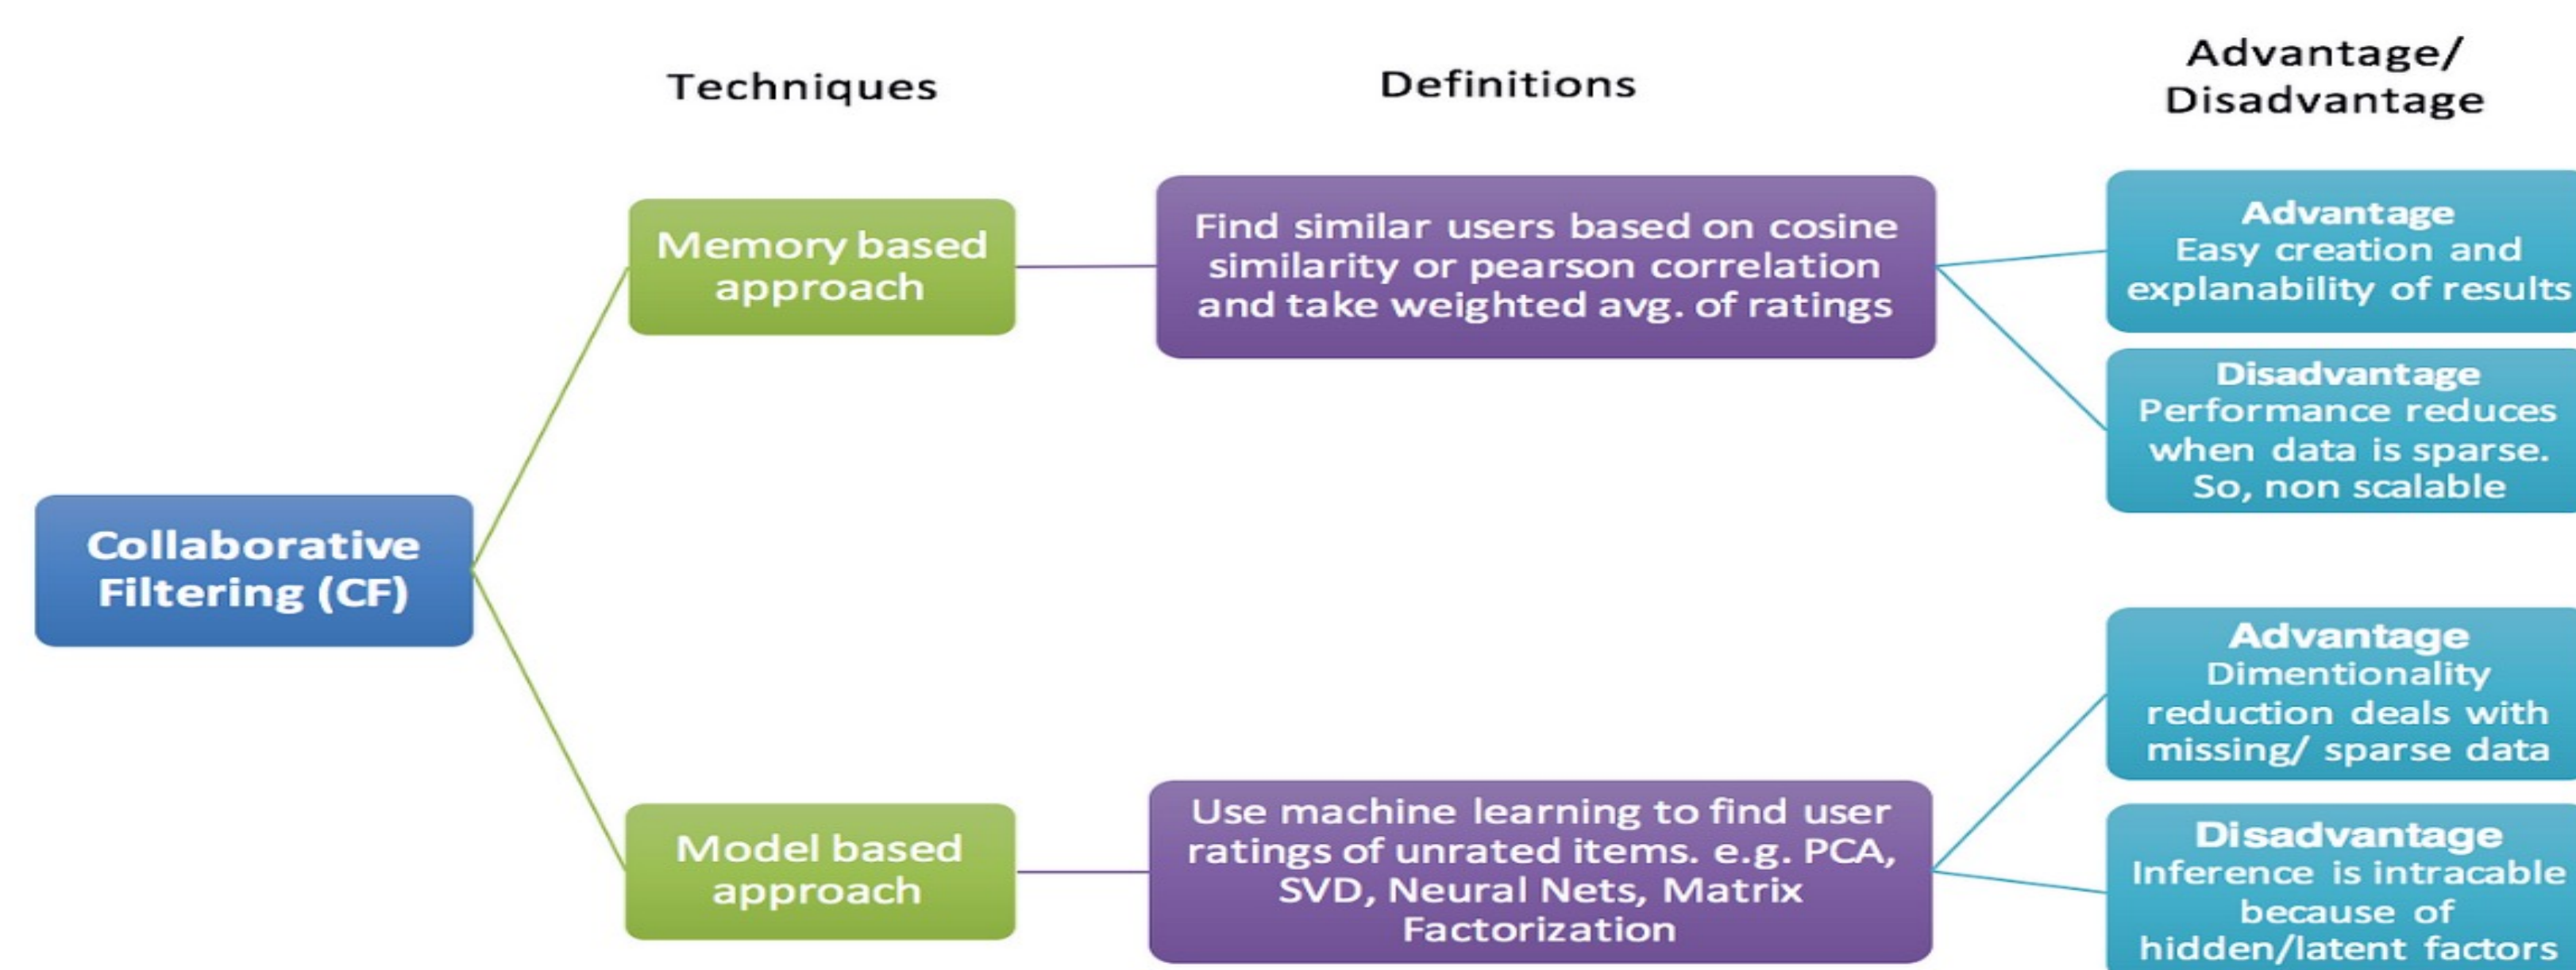 Techniques
Definitions
Advantage/
Disadvantage
Collaborative
Filtering (CF)
Memory based
approach
Find similar users based on cosine
similarity or pearson correlation
and take weighted avg. of ratings
Advantage
Easy creation and
explanability of results
Disadvantage
Performance reduces
when data is sparse.
So, non scalable
Model based
approach
Use machine learning to find user
ratings of unrated items. e.g. PCA,
SVD, Neural Nets, Matrix
Factorization
Advantage
Dimentionality
reduction deals with
missing/ sparse data
Disadvantage
Inference is intracable
because of
hidden/latent factors